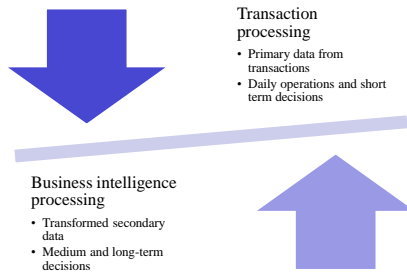 Transaction
processing
• Primary data from
transactions
• Daily operations and short
term decisions
Business intelligence
processing
• Transformed secondary
data
• Medium and long-term
decisions